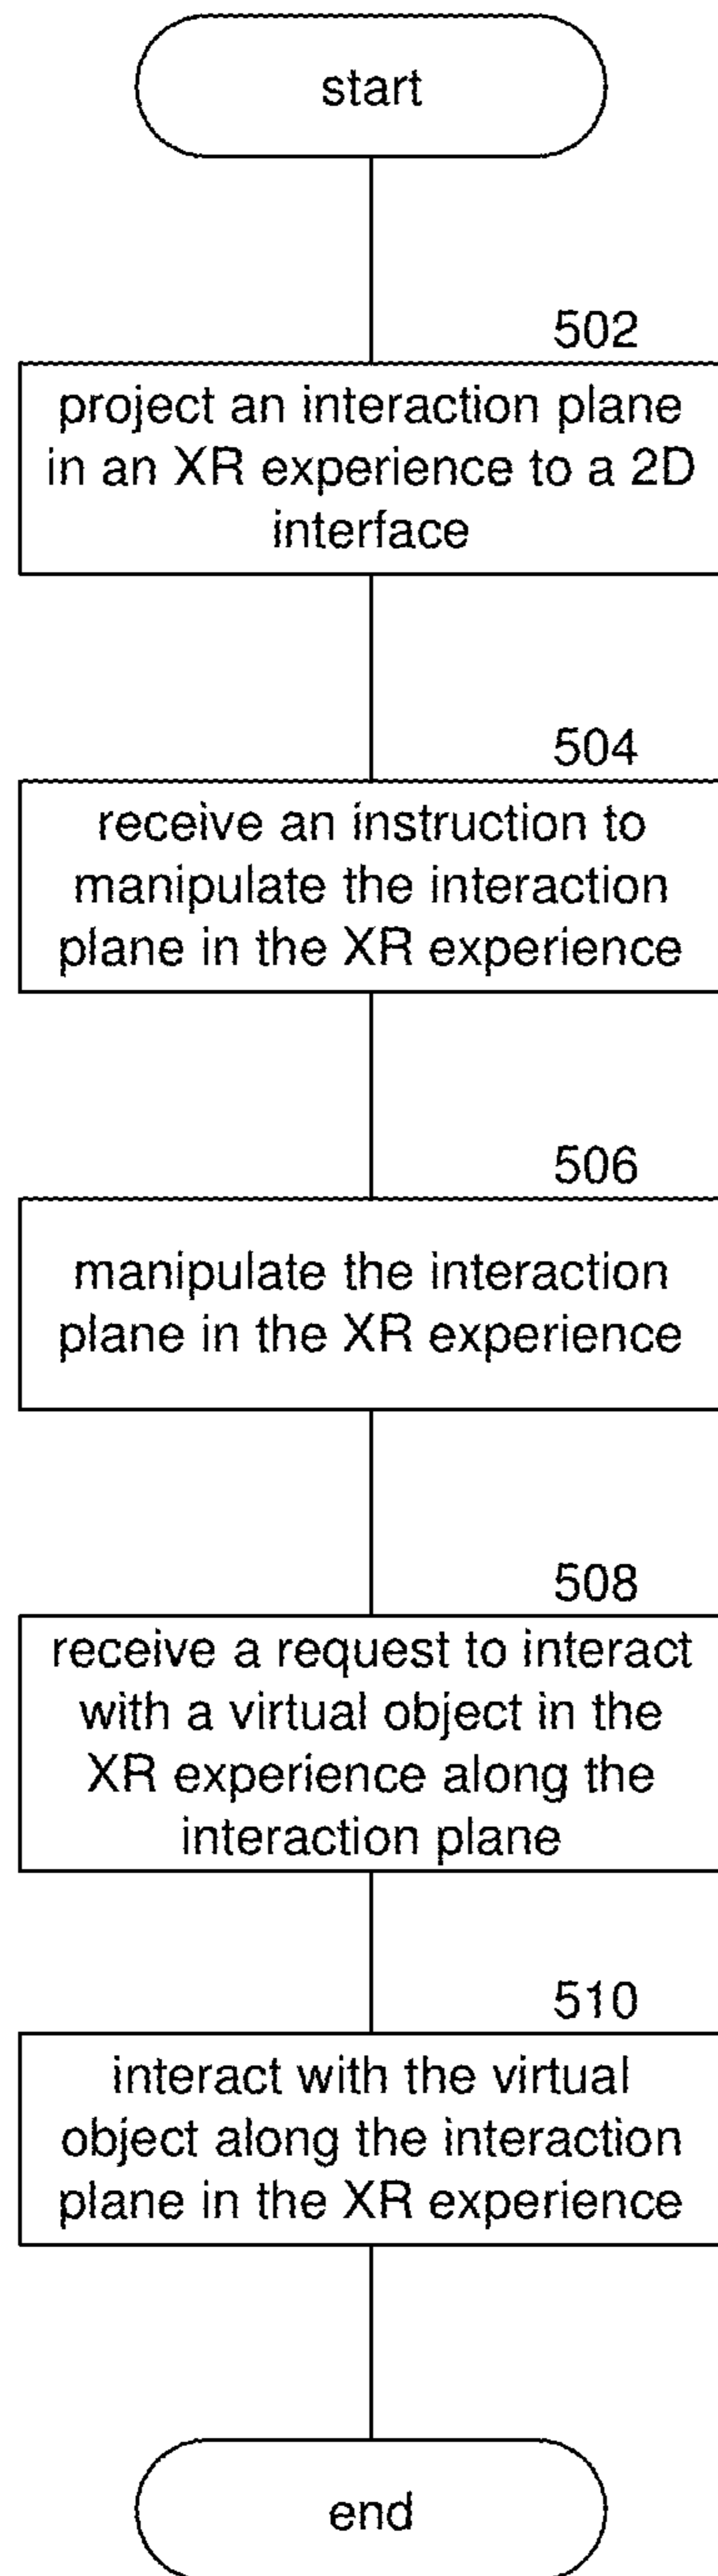 start
502
project an interaction plane
in an XR experience to a 2D
interface
504
receive an instruction to
manipulate the interaction
plane in the XR experience
506
manipulate the interaction
plane in the XR experience
508
receive a request to interact
with a virtual object in the
XR experience along the
interaction plane
510
interact with the virtual
object along the interaction
plane in the XR experience
end